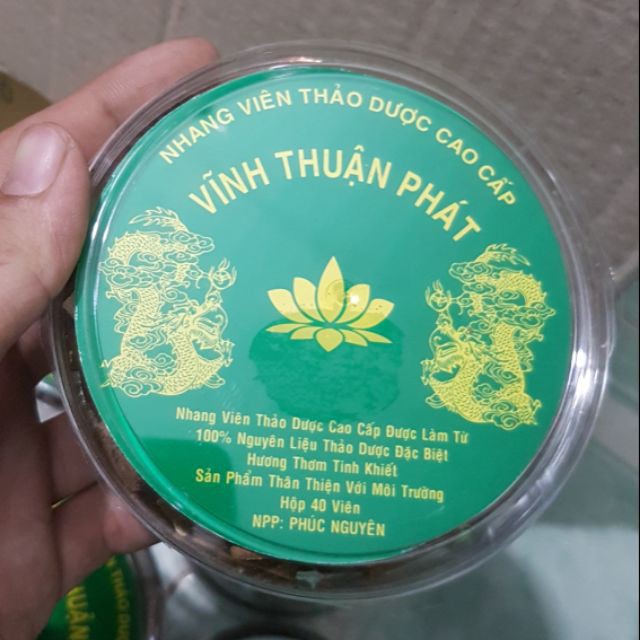 NHANG VIÊN THẢO DƯỢC CAO CẤP
VĨNH THUẬN PHÁT
Nhang Viên Thảo Dược Cao Cấp Được Làm Từ
100% Nguyên Liệu Thảo Dược Đặc Biệt
Hương Thơm Tinh Khiết
Sản Phẩm Thân Thiện Với Môi Trường
Hộp 40 Viên
NPP: PHÚC NGUYÊN